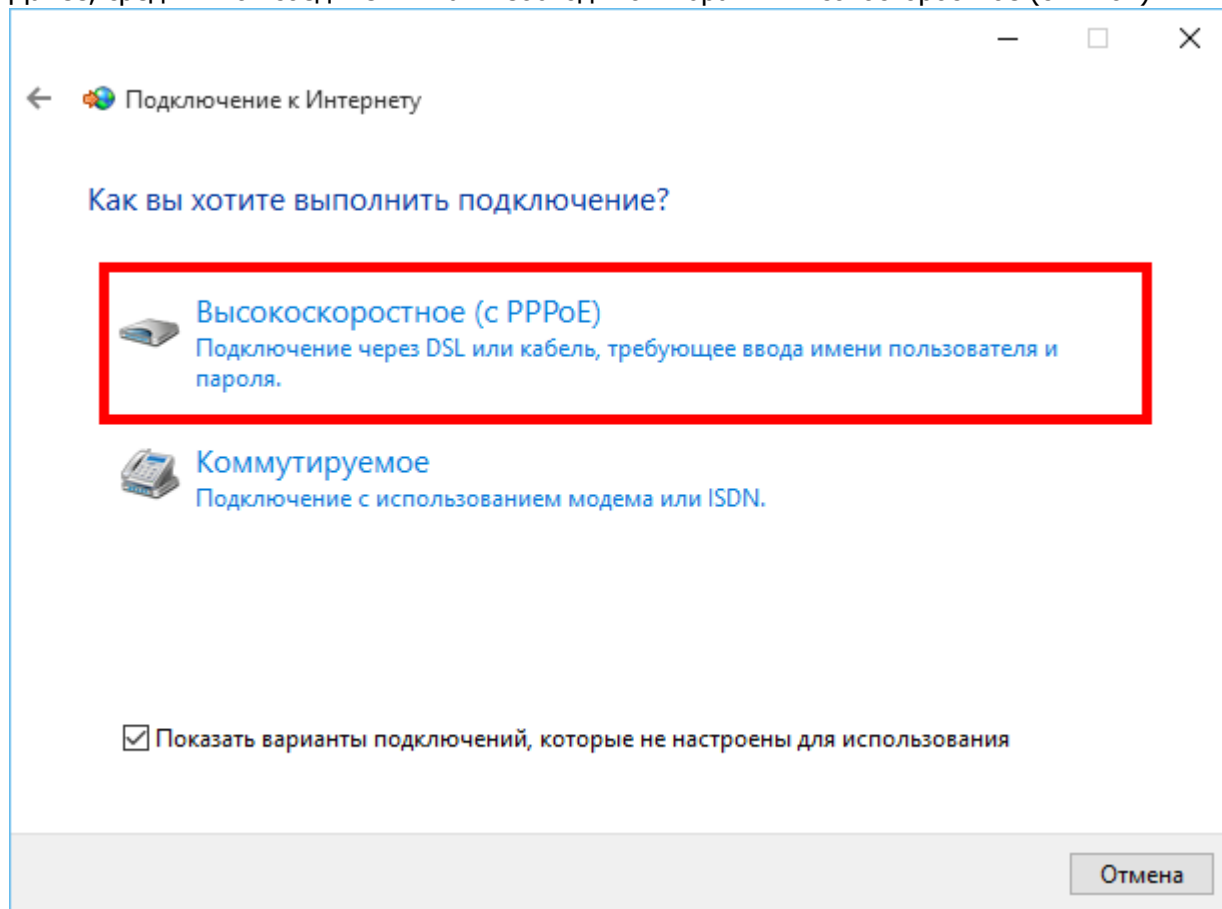 Подключение к Интернету
Как вы хотите выполнить подключение?
Высокоскоростное (с PPPoE)
Подключение через DSL или кабель, требующее ввода имени пользователя и
пароля.
Коммутируемое
Подключение с использованием модема или ISDN.
Показать варианты подключений, которые не настроены для использования
Отмена